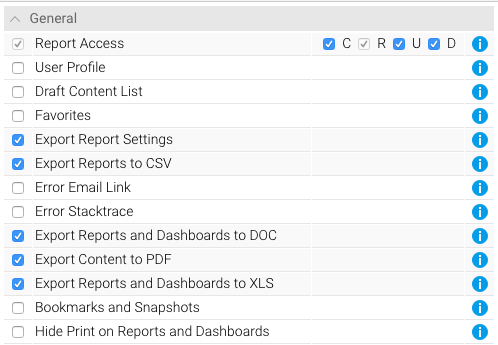 General
Report Access C R U D
User Profile
Draft Content List
Favorites
Export Report Settings
Export Reports to CSV
Error Email Link
Error Stacktrace
Export Reports and Dashboards to DOC
Export Content to PDF
Export Reports and Dashboards to XLS
Bookmarks and Snapshots
Hide Print on Reports and Dashboards